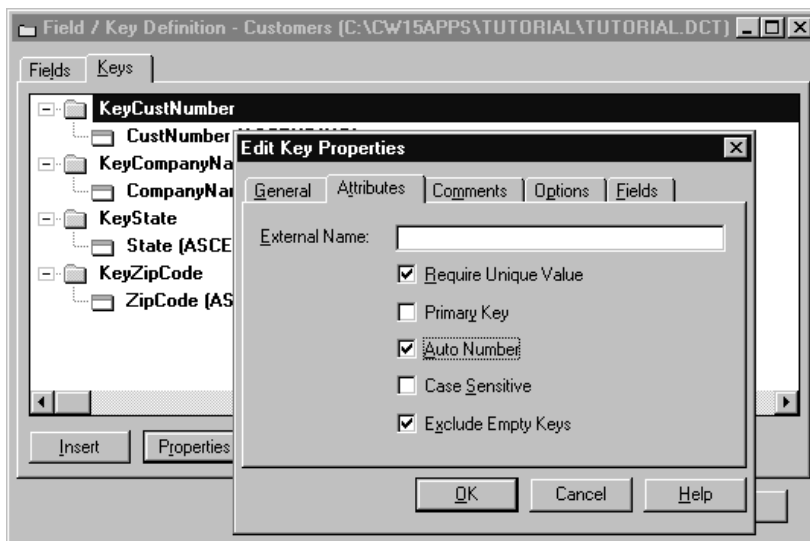 Field / Key Definition - Customers (C:\CW15APPS\TUTORIAL\TUTORIAL.DCT)
Fields Keys
KeyCustNumber
CustNumber
KeyCompanyNa
CompanyNar
KeyState
State (ASCE
KeyZipCode
ZipCode (AS
Insert Properties
Edit Key Properties
General Attributes Comments Options Fields
External Name:
Require Unique Value
Primary Key
Auto Number
Case Sensitive
Exclude Empty Keys
OK Cancel Help